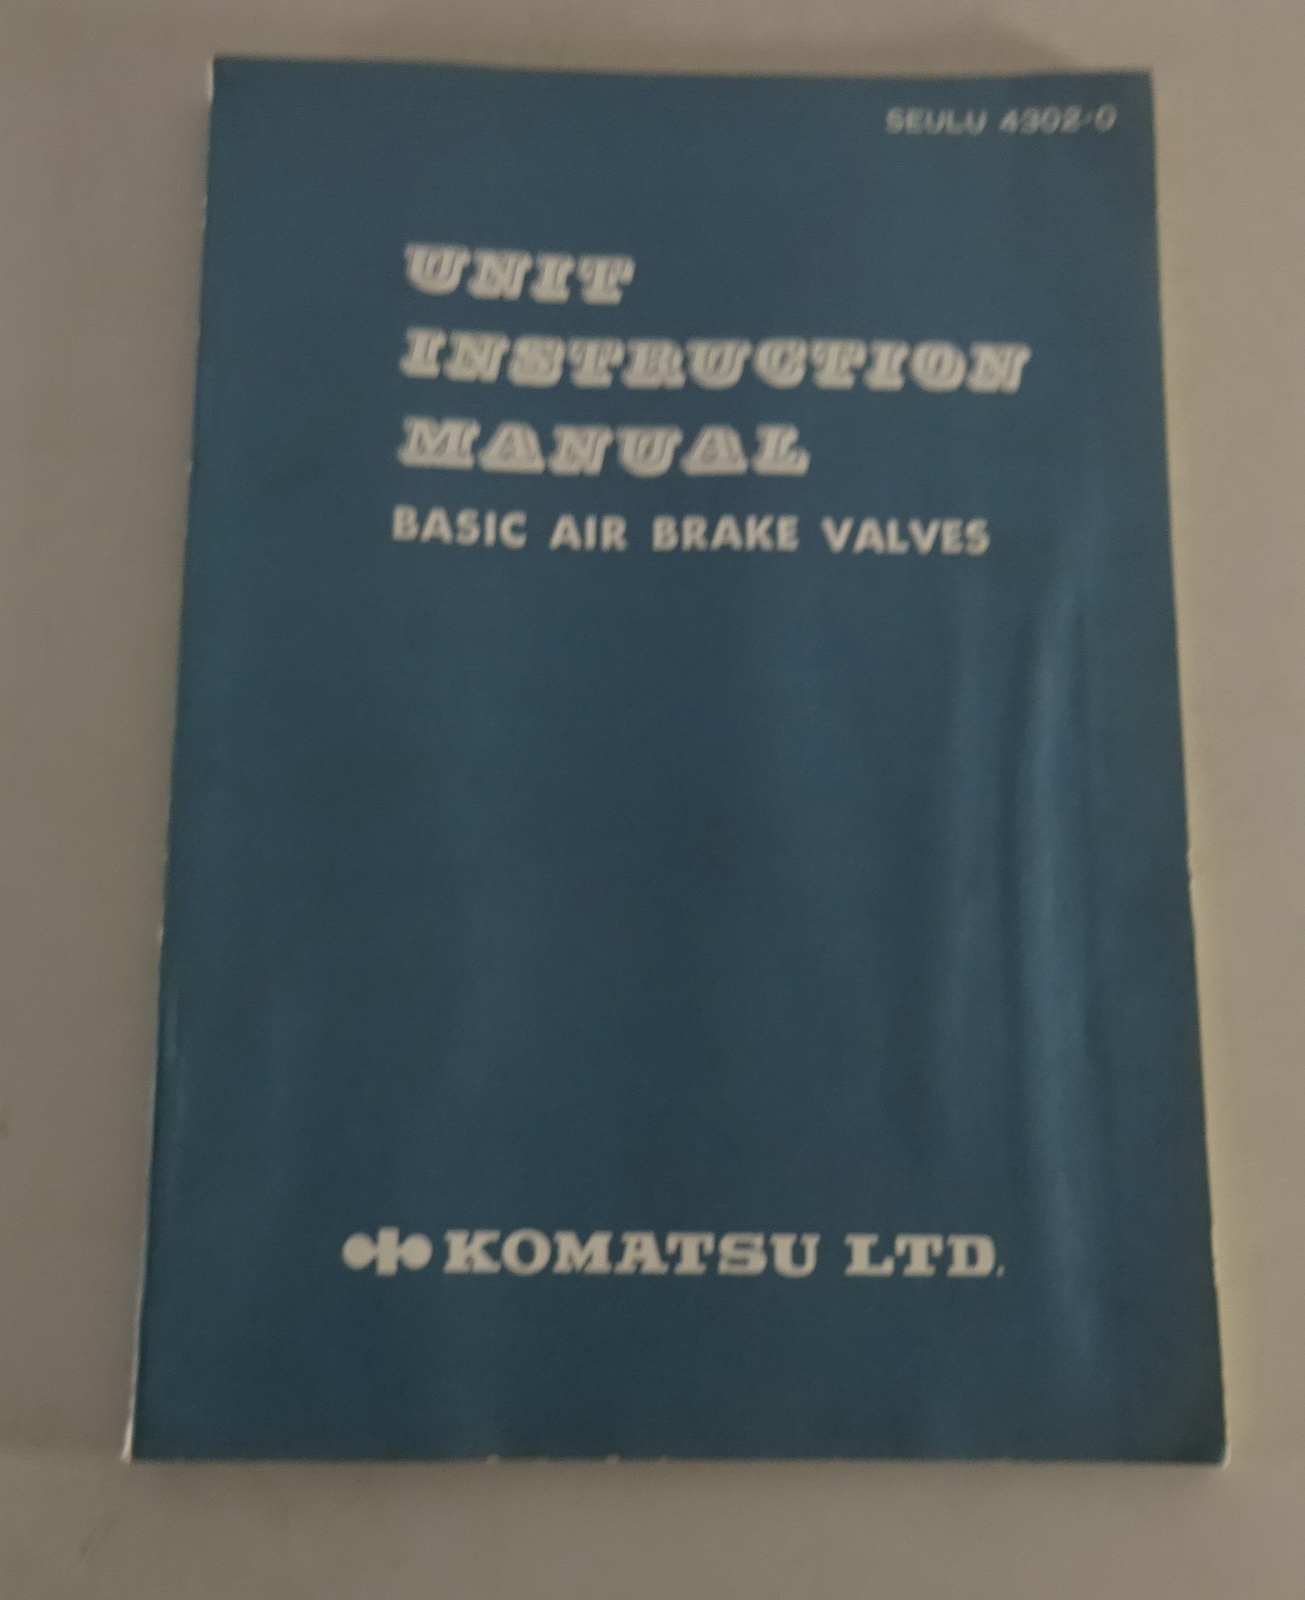 SEULU 4302-0
UNIT
INSTRUCTION
MANUAL
BASIC AIR BRAKE VALVES
KOMATSU LTD.